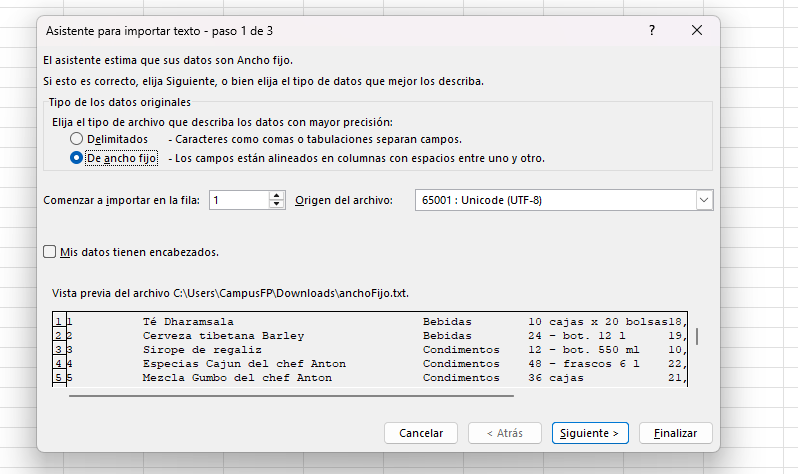 Asistente para importar texto - paso 1 de 3 ? ×
El asistente estima que sus datos son Ancho fijo.
Si esto es correcto, elija Siguiente, o bien elija el tipo de datos que mejor los describa.
Tipo de los datos originales
Elija el tipo de archivo que describa los datos con mayor precisión:
Delimitados - Caracteres como comas o tabulaciones separan campos.
De ancho fijo - Los campos están alineados en columnas con espacios entre uno y otro.
Comenzar a importar en la fila: 1 Origen del archivo: 65001 : Unicode (UTF-8)
Mis datos tienen encabezados.
Vista previa del archivo C:\Users\CampusFP\Downloads\anchoFijo.txt.
1 1 Té Dharamsala Bebidas 10 cajas x 20 bolsas18,
2 2 Cerveza tibetana Barley Bebidas 24 - bot. 12 l 19,
3 3 Sirope de regaliz Condimentos 12 - bot. 550 ml 10,
4 4 Especias Cajun del chef Anton Condimentos 48 - frascos 6 l 22,
5 5 Mezcla Gumbo del chef Anton Condimentos 36 cajas 21,
Cancelar < Atrás Siguiente > Finalizar